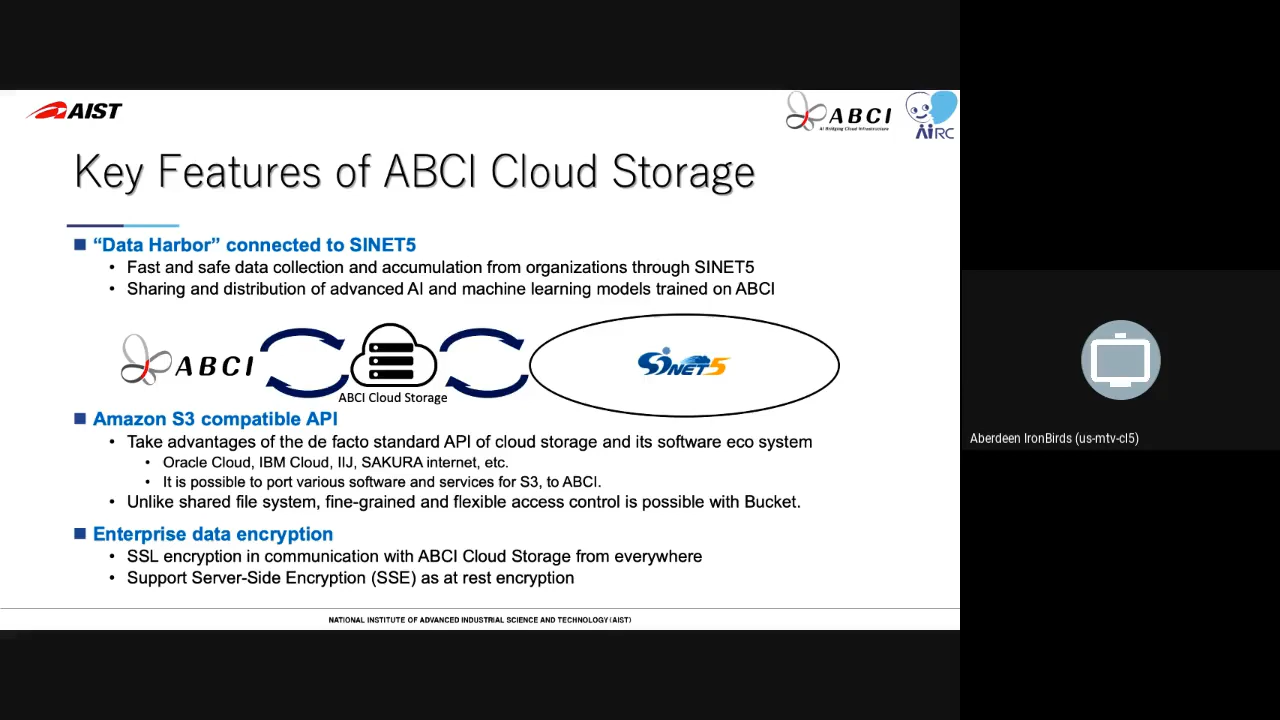 AIST
ABCI
AI Bridging Cloud Infrastructure
AIRC
Key Features of ABCI Cloud Storage
“Data Harbor” connected to SINET5
• Fast and safe data collection and accumulation from organizations through SINET5
• Sharing and distribution of advanced AI and machine learning models trained on ABCI
ABCI
ABCI Cloud Storage
SINET5
Amazon S3 compatible API
• Take advantages of the de facto standard API of cloud storage and its software eco system
• Oracle Cloud, IBM Cloud, IIJ, SAKURA internet, etc.
• It is possible to port various software and services for S3, to ABCI.
• Unlike shared file system, fine-grained and flexible access control is possible with Bucket.
Enterprise data encryption
• SSL encryption in communication with ABCI Cloud Storage from everywhere
• Support Server-Side Encryption (SSE) as at rest encryption
NATIONAL INSTITUTE OF ADVANCED INDUSTRIAL SCIENCE AND TECHNOLOGY (AIST)
Aberdeen IronBirds (us-mtv-cl5)